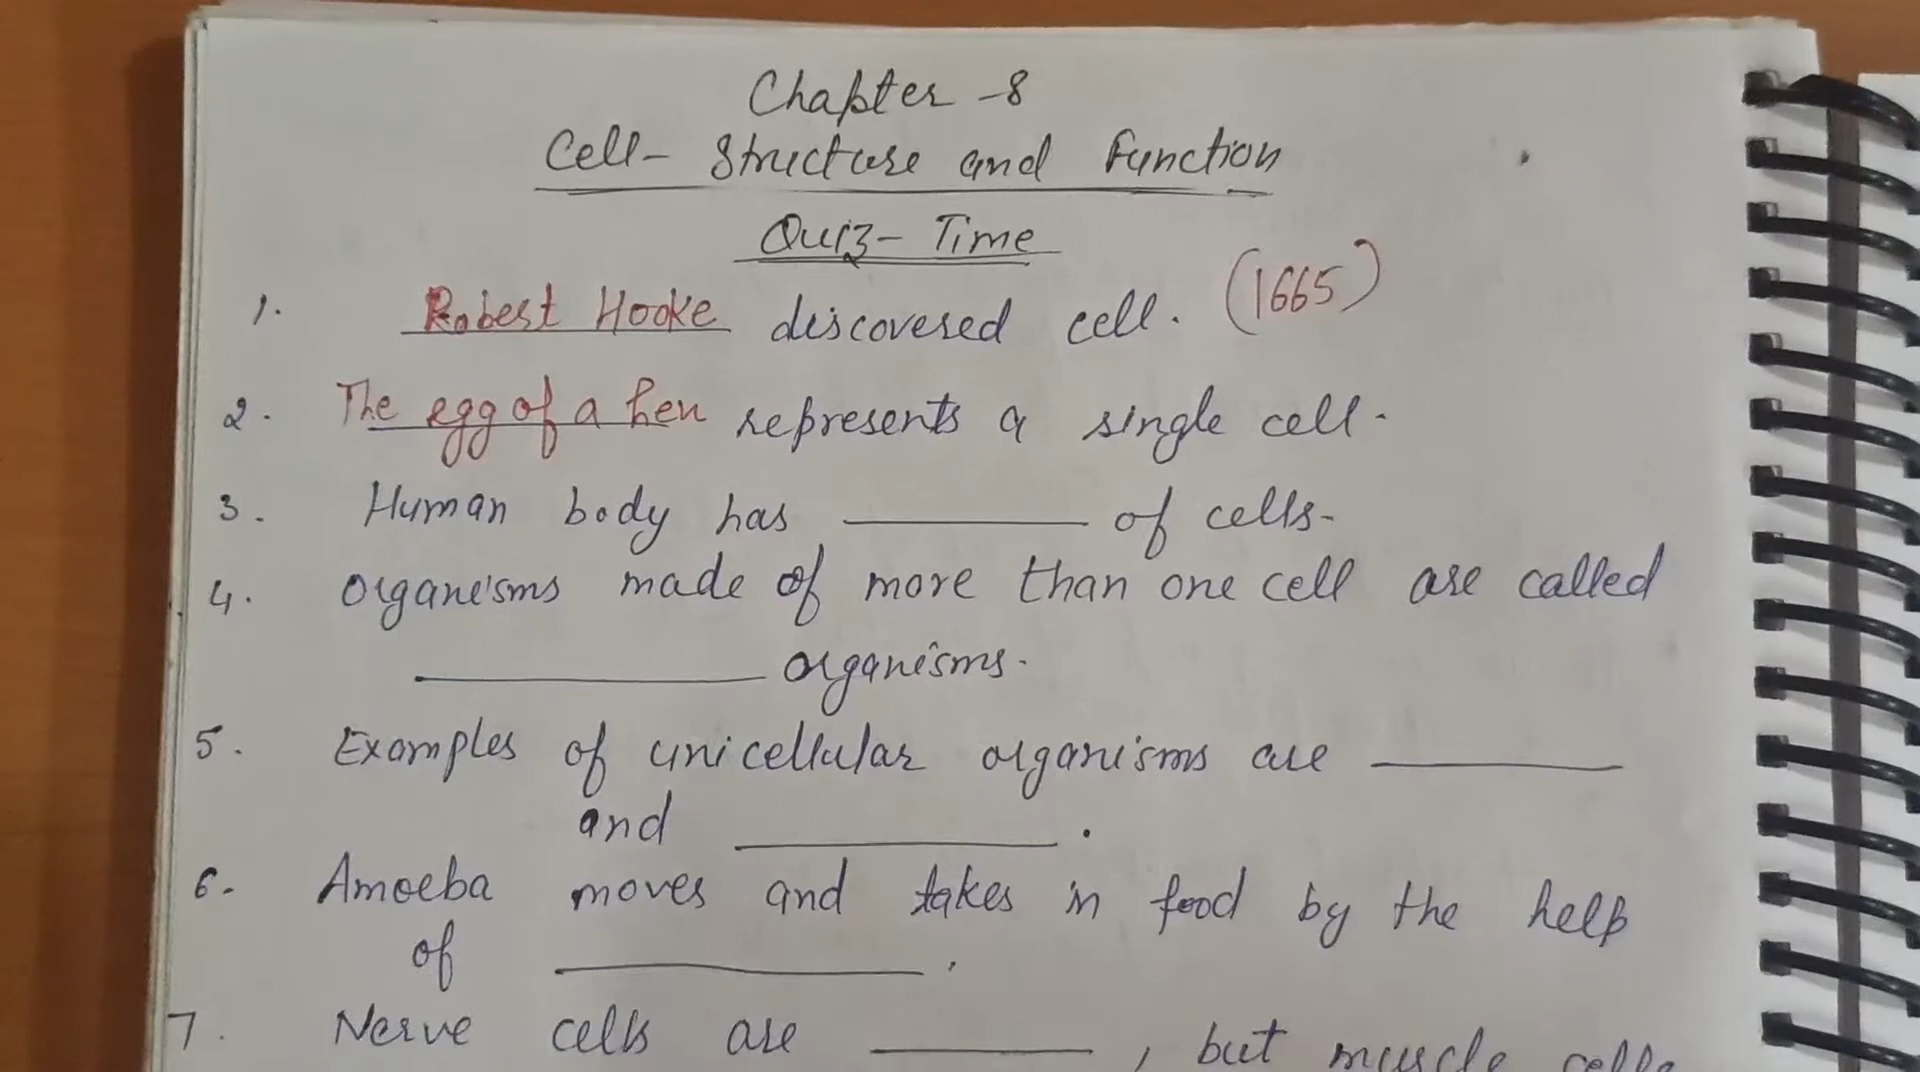 Chapter -8
Cell- Structure and Function
Quiz- Time
1. Robert Hooke discovered cell. (1665)
2. The egg of a hen represents a single cell.
3. Human body has ________ of cells.
4. Organisms made of more than one cell are called
________ organisms.
5. Examples of unicellular organisms are ________
and ________.
6. Amoeba moves and takes in food by the help
of ________.
7. Nerve cells are ________, but muscle cells